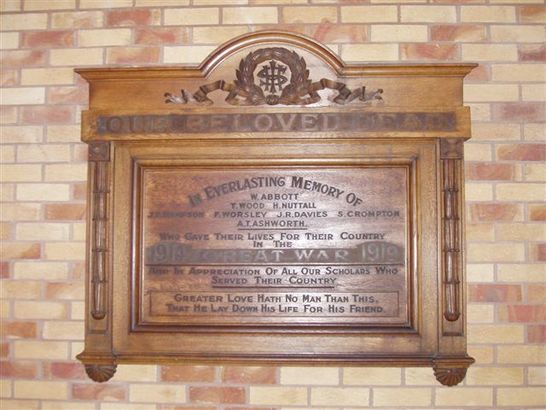 IHS
OUR BELOVED DEAD
IN EVERLASTING MEMORY OF
W. ABBOTT
T. WOOD H. NUTTALL
F. WORSLEY J.R. DAVIES S. CROMPTON
A.T. ASHWORTH.
WHO GAVE THEIR LIVES FOR THEIR COUNTRY
IN THE
1914 GREAT WAR 1918
AND IN APPRECIATION OF ALL OUR SCHOLARS WHO
SERVED THEIR COUNTRY
GREATER LOVE HATH NO MAN THAN THIS,
THAT HE LAY DOWN HIS LIFE FOR HIS FRIEND.